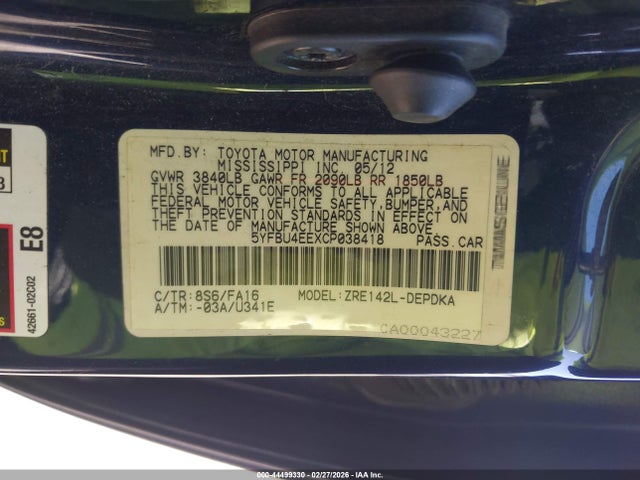 MFD.BY: TOYOTA MOTOR MANUFACTURING
MISSISSIPPI INC. 05/12
GVWR 3840LB GAWR FR 2090LB RR 1850LB
THIS VEHICLE CONFORMS TO ALL APPLICABLE
FEDERAL MOTOR VEHICLE SAFETY,BUMPER,AND
THEFT PREVENTION STANDARDS IN EFFECT ON
THE DATE OF MANUFACTURE SHOWN ABOVE.
5YFBU4EEXCP038418 PASS.CAR
C/TR:8S6/FA16 MODEL:ZRE142L-DEPDKA
A/TM:-03A/U341E
CA00043227
E8
42661-02C02
000-44499330 - 02/27/2026 - IAA Inc.